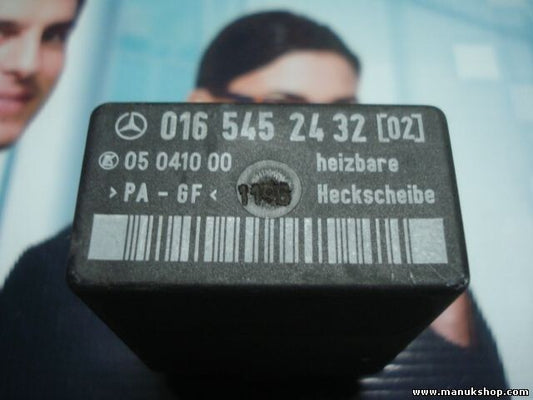 016 545 24 32 [02]
05 0410 00 heizbare
>PA-GF< Heckscheibe
www.manukshop.com